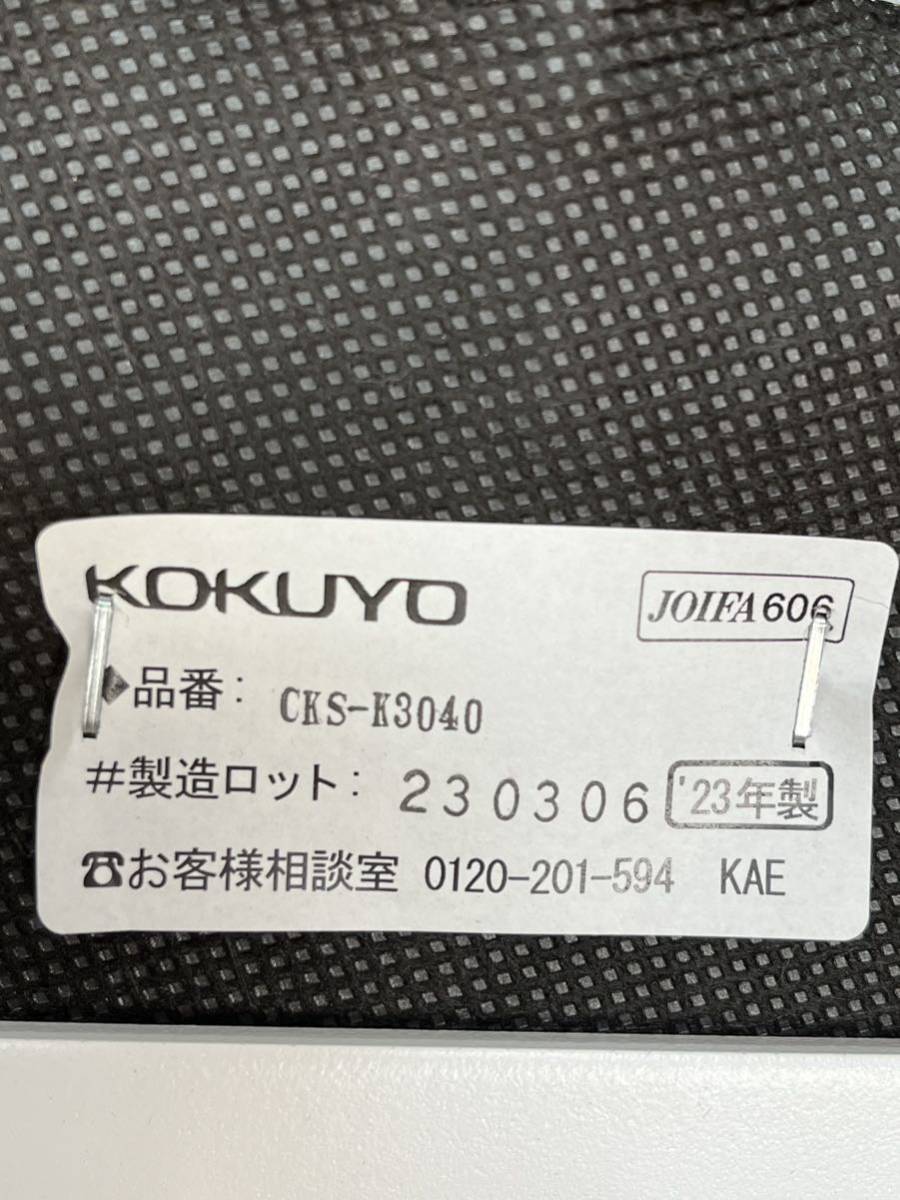 KOKUYO
JOIFA606
◆品番: CKS-K3040
#製造ロット: 230306 '23年製
☎お客様相談室 0120-201-594 KAE